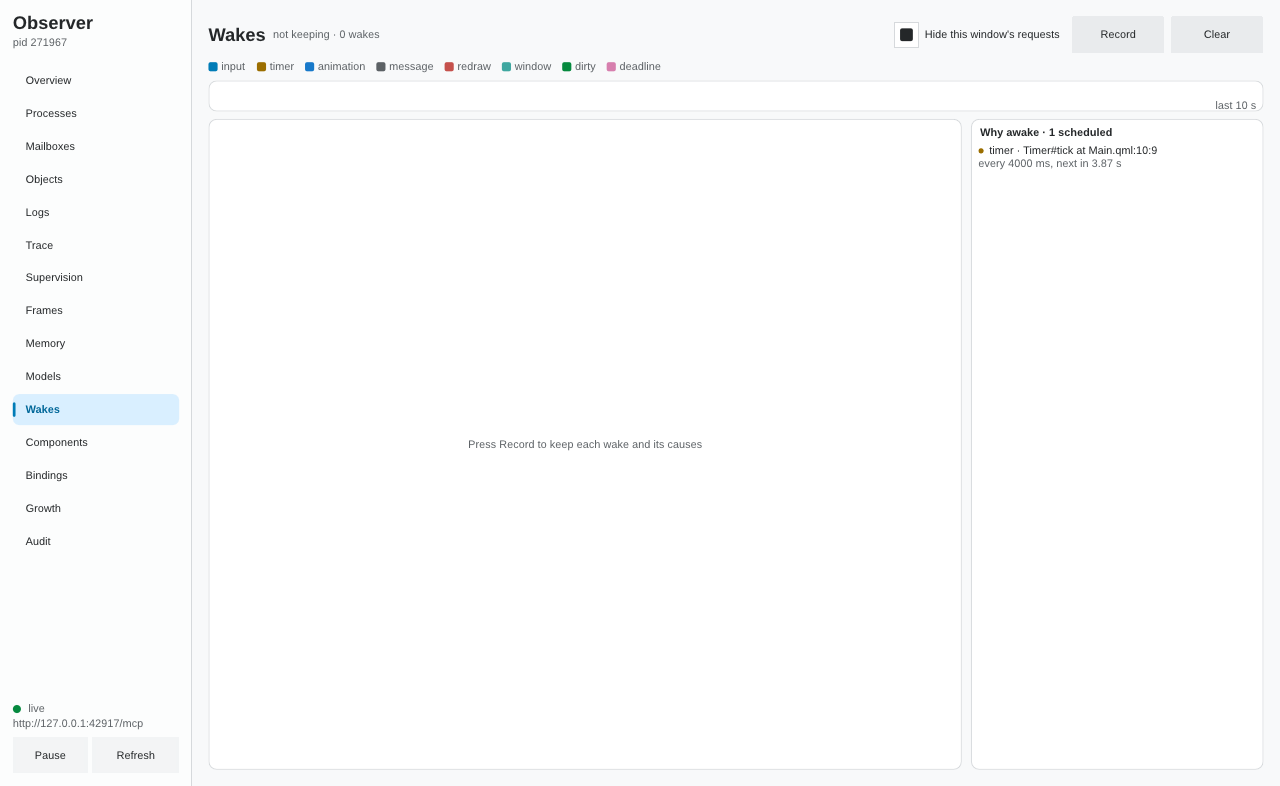 Observer
pid 271967
Overview
Processes
Mailboxes
Objects
Logs
Trace
Supervision
Frames
Memory
Models
Wakes
Components
Bindings
Growth
Audit
live
http://127.0.0.1:42917/mcp
Pause
Refresh
Wakes not keeping · 0 wakes
Hide this window's requests
Record
Clear
input timer animation message redraw window dirty deadline
last 10 s
Press Record to keep each wake and its causes
Why awake · 1 scheduled
timer · Timer#tick at Main.qml:10:9
every 4000 ms, next in 3.87 s